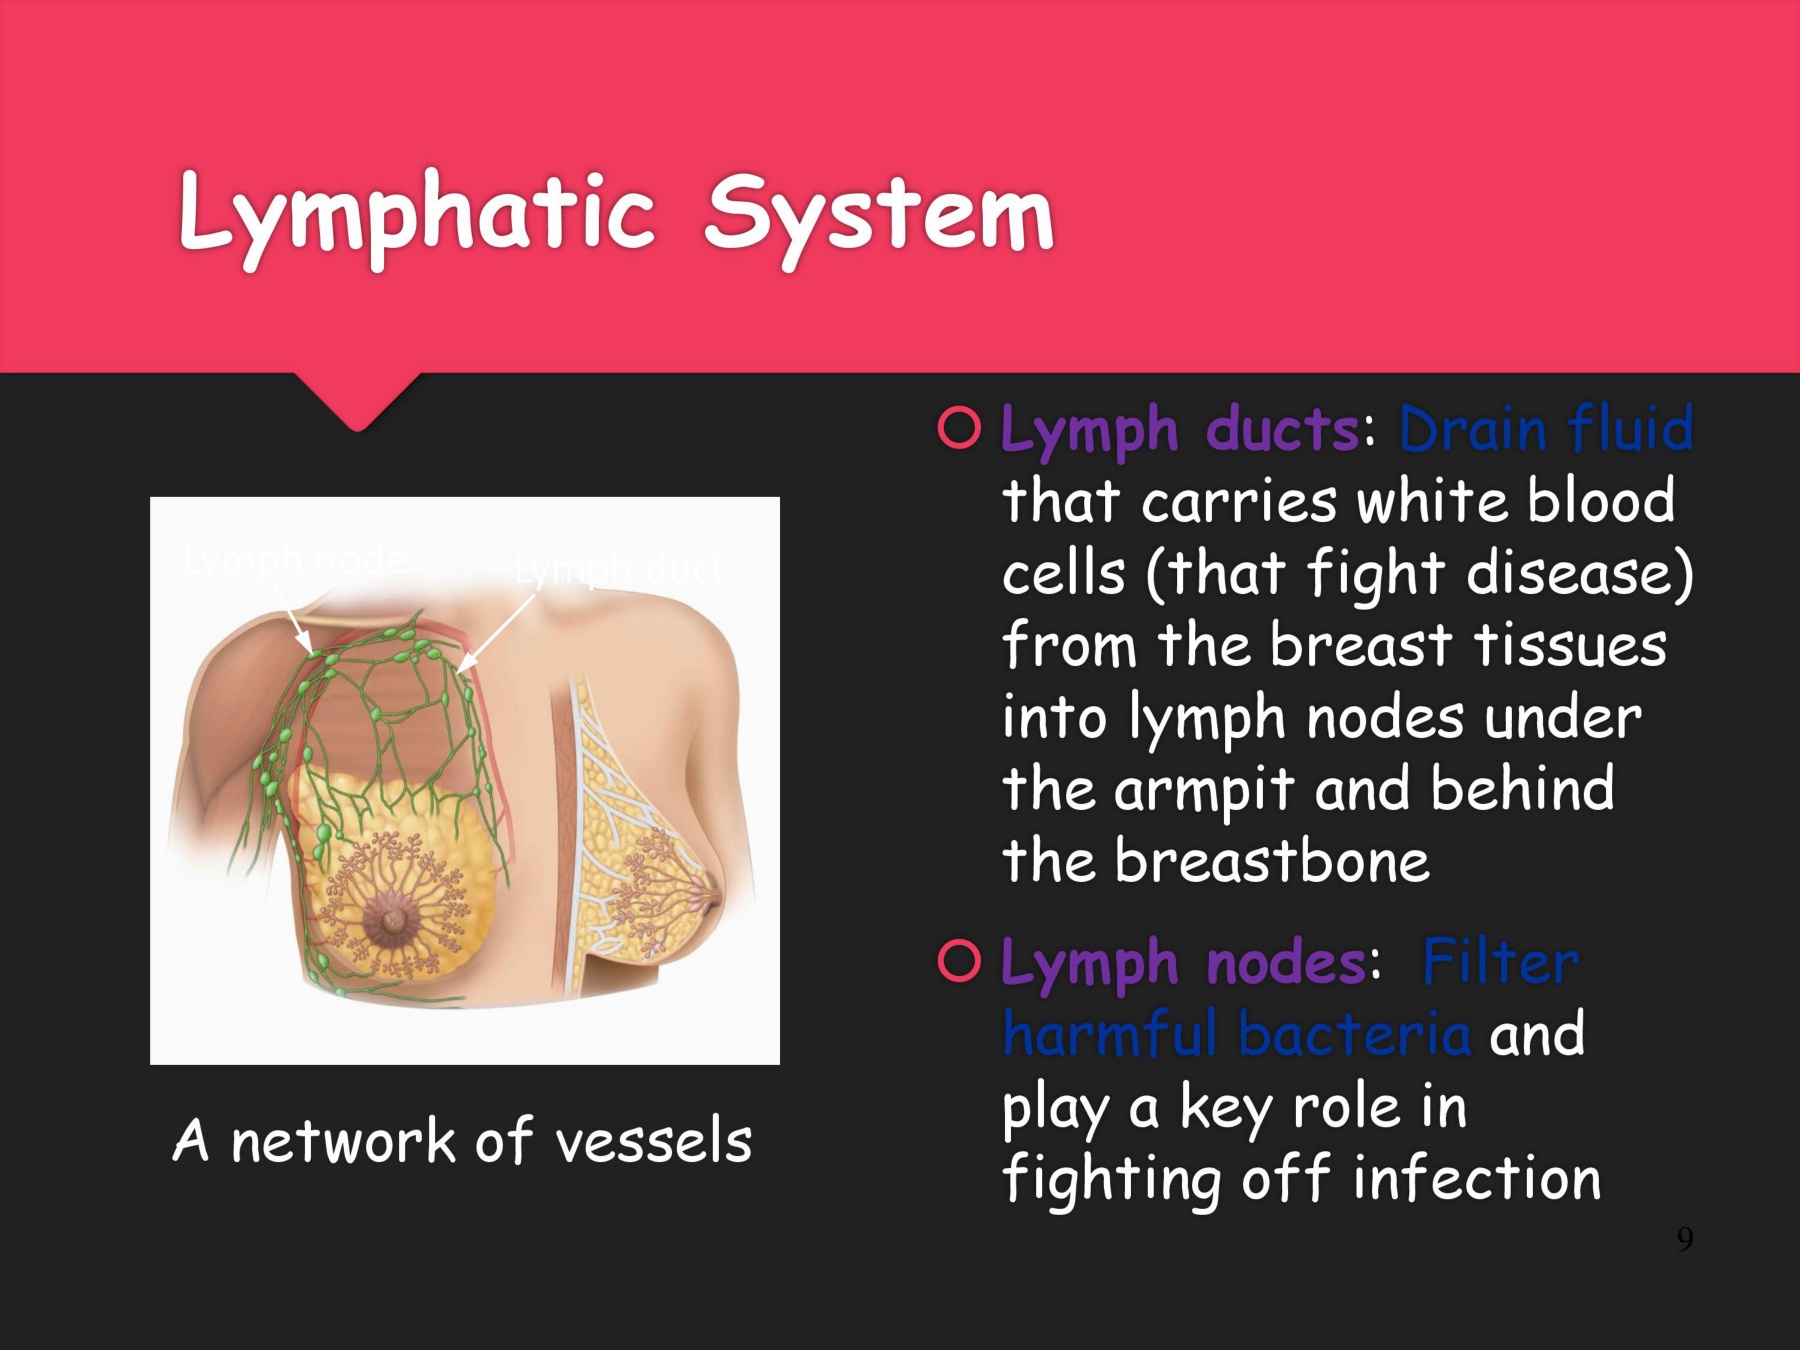 Lymphatic System
Lymph node
Lymph duct
A network of vessels
Lymph ducts: Drain fluid
that carries white blood
cells (that fight disease)
from the breast tissues
into lymph nodes under
the armpit and behind
the breastbone
Lymph nodes: Filter
harmful bacteria and
play a key role in
fighting off infection
9